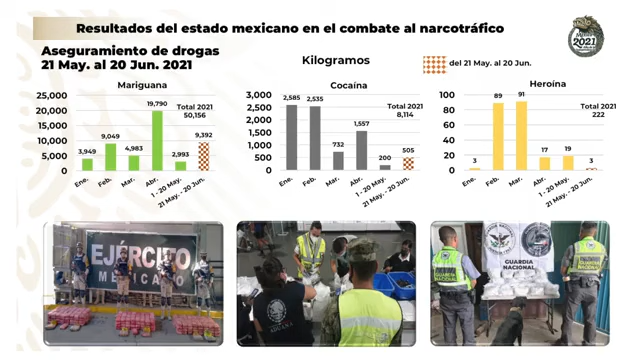 Resultados del estado mexicano en el combate al narcotráfico
México
2021
Aseguramiento de drogas
21 May. al 20 Jun. 2021
Kilogramos
del 21 May. al 20 Jun.
Mariguana
25,000
20,000
15,000
10,000
5,000
0
3,949
9,049
4,983
19,790
2,993
9,392
Total 2021
50,156
Ene.
Feb.
Mar.
Abr.
1 - 20 May.
21 May. - 20 Jun.
Cocaína
3,000
2,500
2,000
1,500
1,000
500
0
2,585
2,535
732
1,557
200
505
Total 2021
8,114
Ene.
Feb.
Mar.
Abr.
1 - 20 May.
21 May. - 20 Jun.
Heroína
100
80
60
40
20
0
3
89
91
17
19
3
Total 2021
222
Ene.
Feb.
Mar.
Abr.
1 - 20 May.
21 May. - 20 Jun.
EJÉRCITO
MEXICANO
ADUANA
GUARDIA
NACIONAL
GUARDIA
NACIONAL